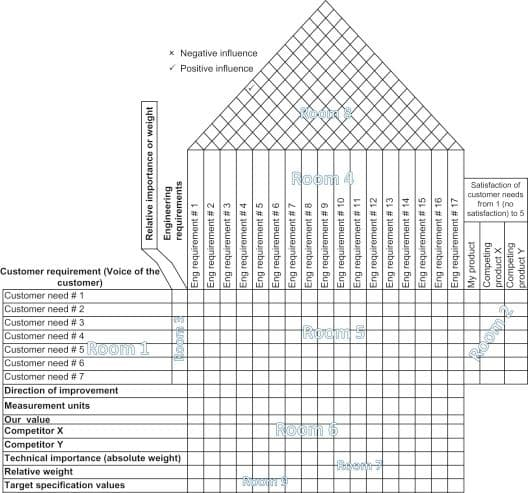 × Negative influence
✓ Positive influence
Room
Room 4
Relative importance or weight
Engineering
requirements
Eng requirement # 1
Eng requirement # 2
Eng requirement # 3
Eng requirement # 4
Eng requirement # 5
Eng requirement # 6
Eng requirement # 7
Eng requirement # 8
Eng requirement # 9
Eng requirement # 10
Eng requirement # 11
Eng requirement # 12
Eng requirement # 13
Eng requirement # 14
Eng requirement # 15
Eng requirement # 16
Eng requirement # 17
Satisfaction of
customer needs
from 1 (no
satisfaction) to 5
My product
Competing
product X
Competing
product Y
Customer requirement (Voice of the
customer)
Customer need # 1
Customer need # 2
Customer need # 3
Customer need # 4
Customer need # 5
Customer need # 6
Customer need # 7
Room 1
Room
Room 5
Room 2
Direction of improvement
Measurement units
Our value
Competitor X
Competitor Y
Technical importance (absolute weight)
Relative weight
Target specification values
Room 6
Room 7
Room